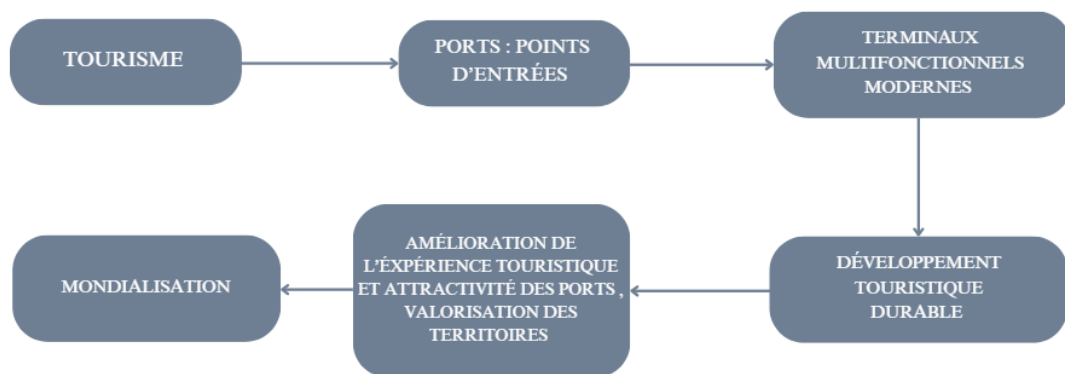 TOURISME
PORTS : POINTS
D'ENTRÉES
TERMINAUX
MULTIFONCTIONNELS
MODERNES
DÉVELOPPEMENT
TOURISTIQUE
DURABLE
AMÉLIORATION DE
L'ÉXPÉRIENCE TOURISTIQUE
ET ATTRACTIVITÉ DES PORTS ,
VALORISATION DES
TERRITOIRES
MONDIALISATION